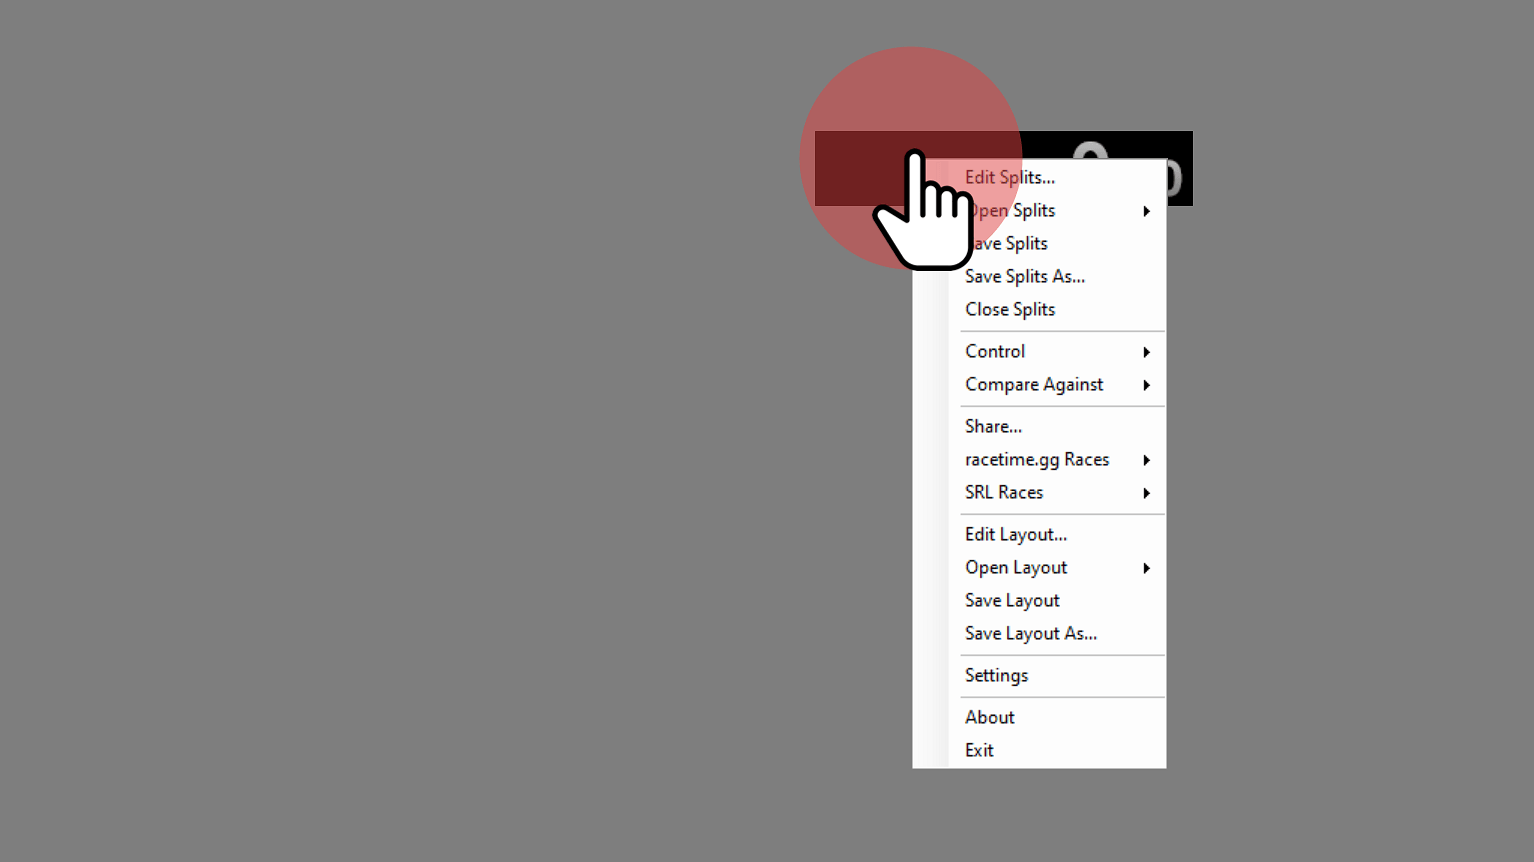 Edit Splits...
Open Splits
Save Splits
Save Splits As...
Close Splits
Control
Compare Against
Share...
racetime.gg Races
SRL Races
Edit Layout...
Open Layout
Save Layout
Save Layout As...
Settings
About
Exit